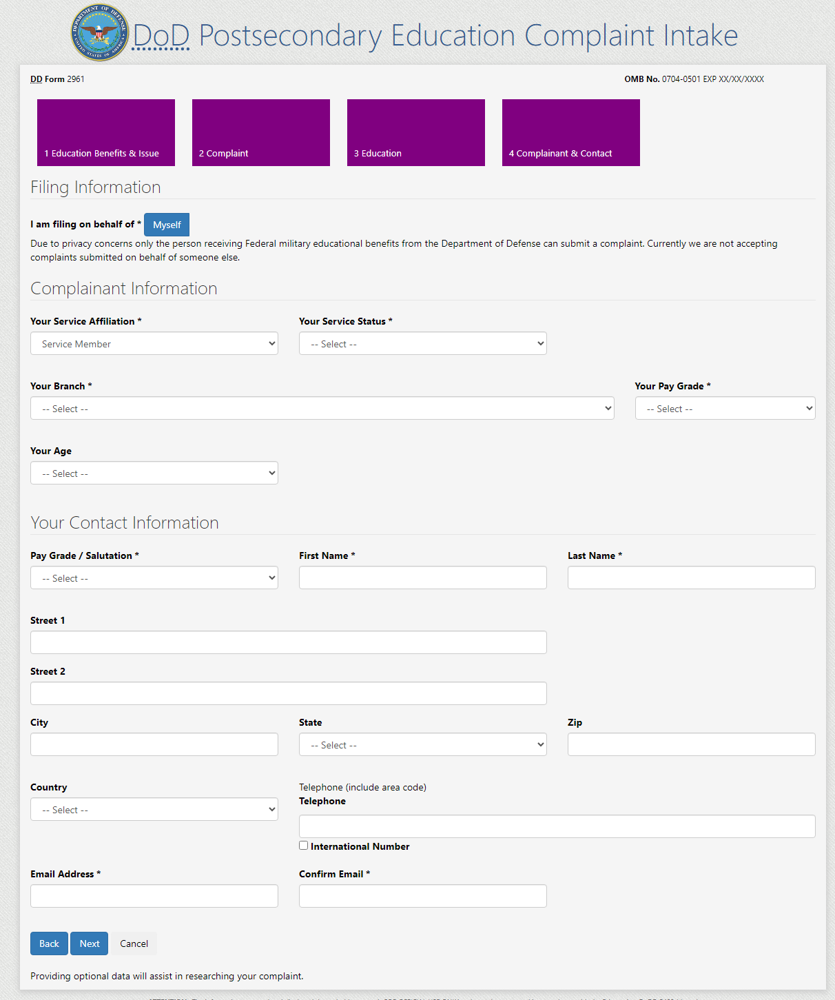 DEPARTMENT OF DEFENSE
UNITED STATES OF AMERICA
DoD Postsecondary Education Complaint Intake
DD Form 2961
OMB No. 0704-0501 EXP XX/XX/XXXX
1 Education Benefits & Issue
2 Complaint
3 Education
4 Complainant & Contact
Filing Information
I am filing on behalf of * Myself
Due to privacy concerns only the person receiving Federal military educational benefits from the Department of Defense can submit a complaint. Currently we are not accepting
complaints submitted on behalf of someone else.
Complainant Information
Your Service Affiliation * Your Service Status *
Service Member -- Select --
Your Branch * Your Pay Grade *
-- Select -- -- Select --
Your Age
-- Select --
Your Contact Information
Pay Grade / Salutation * First Name * Last Name *
-- Select --
Street 1
Street 2
City State Zip
-- Select --
Country Telephone (include area code)
Telephone
-- Select --
International Number
Email Address * Confirm Email *
Back Next Cancel
Providing optional data will assist in researching your complaint.